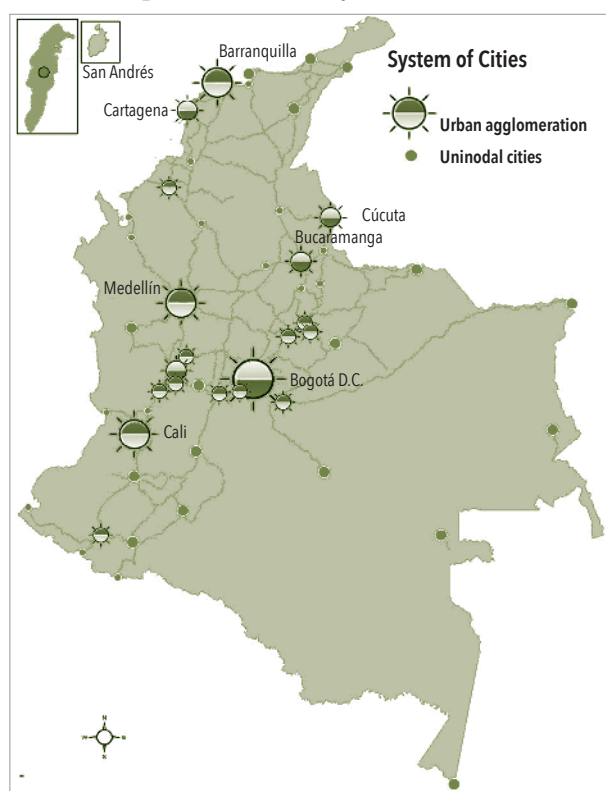 System of Cities
Urban agglomeration
Uninodal cities
San Andrés
Barranquilla
Cartagena
Cúcuta
Bucaramanga
Medellín
Bogotá D.C.
Cali
N
S